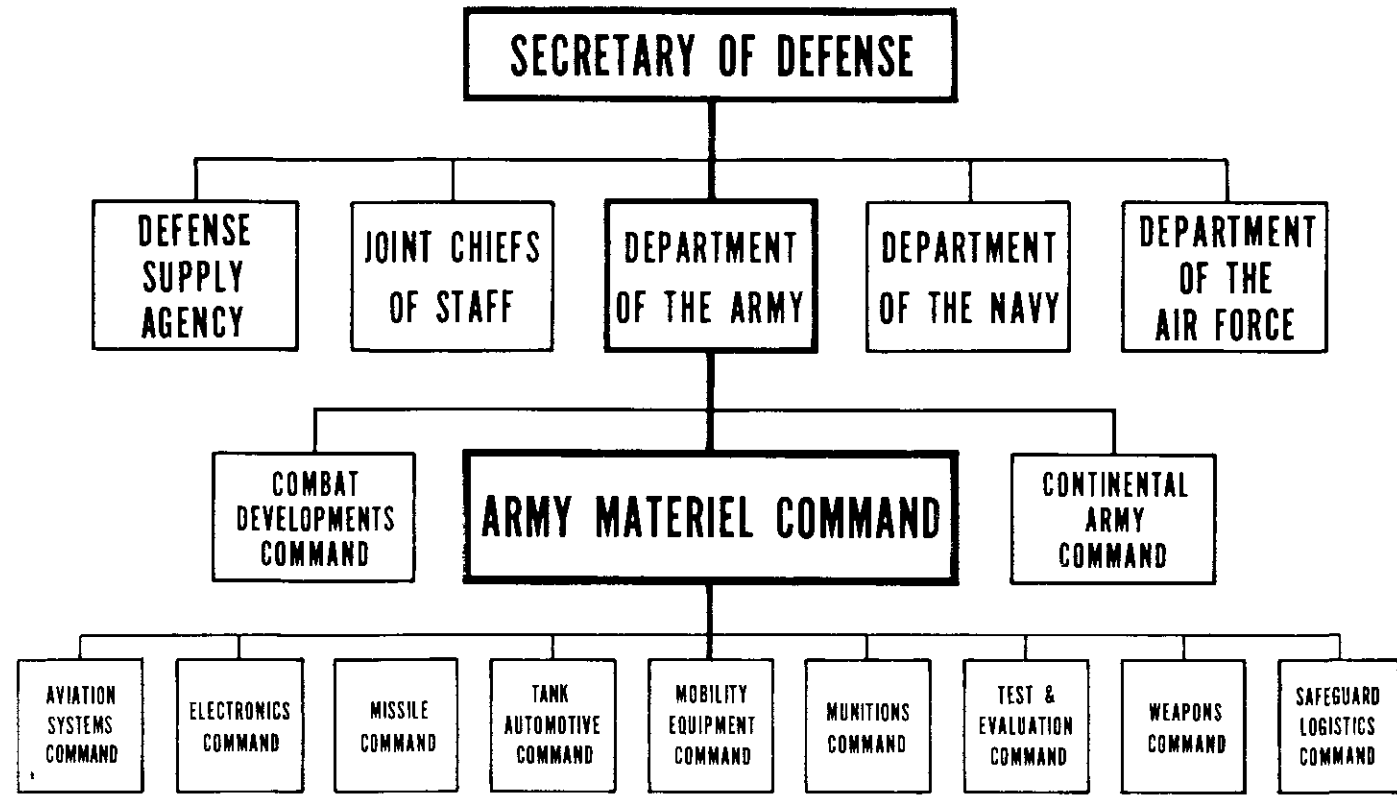 SECRETARY OF DEFENSE
DEFENSE
SUPPLY
AGENCY
JOINT CHIEFS
OF STAFF
DEPARTMENT
OF THE ARMY
DEPARTMENT
OF THE NAVY
DEPARTMENT
OF THE
AIR FORCE
COMBAT
DEVELOPMENTS
COMMAND
ARMY MATERIEL COMMAND
CONTINENTAL
ARMY
COMMAND
AVIATION
SYSTEMS
COMMAND
ELECTRONICS
COMMAND
MISSILE
COMMAND
TANK
AUTOMOTIVE
COMMAND
MOBILITY
EQUIPMENT
COMMAND
MUNITIONS
COMMAND
TEST &
EVALUATION
COMMAND
WEAPONS
COMMAND
SAFEGUARD
LOGISTICS
COMMAND